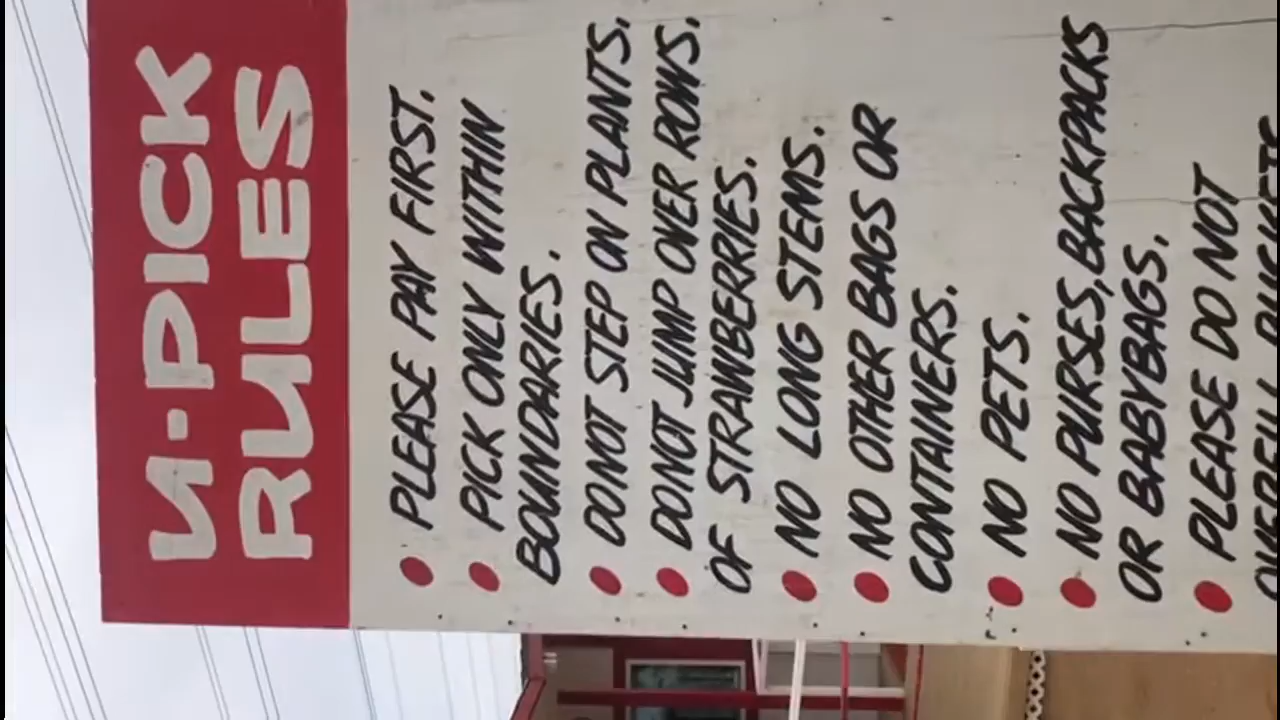 U-PICK
RULES
PLEASE PAY FIRST.
PICK ONLY WITHIN
BOUNDARIES.
DO NOT STEP ON PLANTS.
DO NOT JUMP OVER ROWS.
OF STRAWBERRIES.
NO LONG STEMS.
NO OTHER BAGS OR
CONTAINERS.
NO PETS.
NO PURSES, BACKPACKS
OR BABYBAGS.
PLEASE DO NOT
OVERFILL BUCKETS